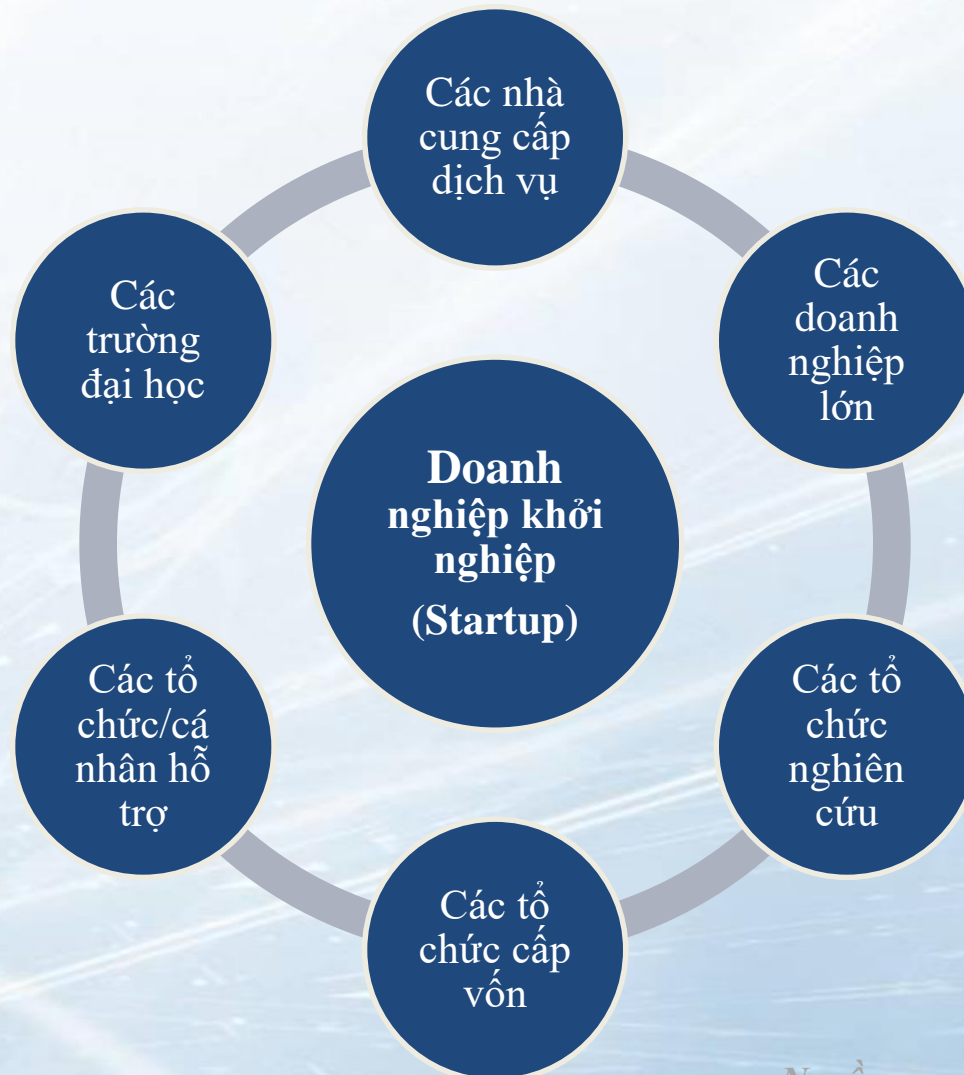 Các nhà
cung cấp
dịch vụ
Các
doanh
nghiệp
lớn
Các tổ
chức
nghiên
cứu
Các tổ
chức cấp
vốn
Các tổ
chức/cá
nhân hỗ
trợ
Các
trường
đại học
Doanh
nghiệp khởi
nghiệp
(Startup)